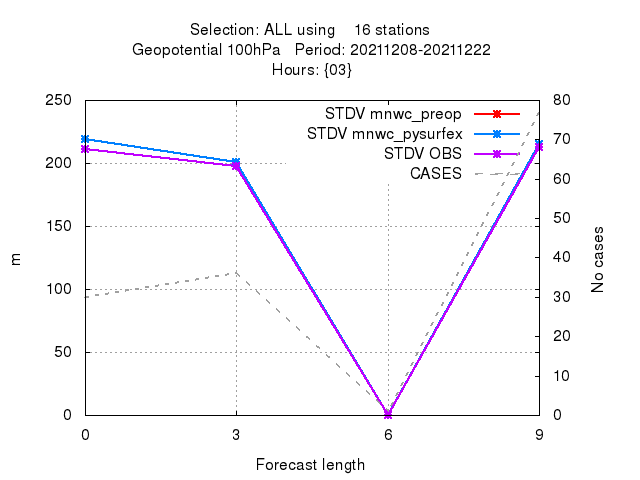 Selection: ALL using 16 stations
Geopotential 100hPa Period: 20211208-20211222
Hours: {03}
250
200
150
100
50
0
m
80
70
60
50
40
30
20
10
0
No cases
STDV mnwc_preop
STDV mnwc_pysurfex
STDV OBS
CASES
0 3 6 9
Forecast length